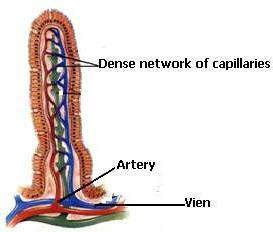 Dense network of capillaries
Artery
Vien